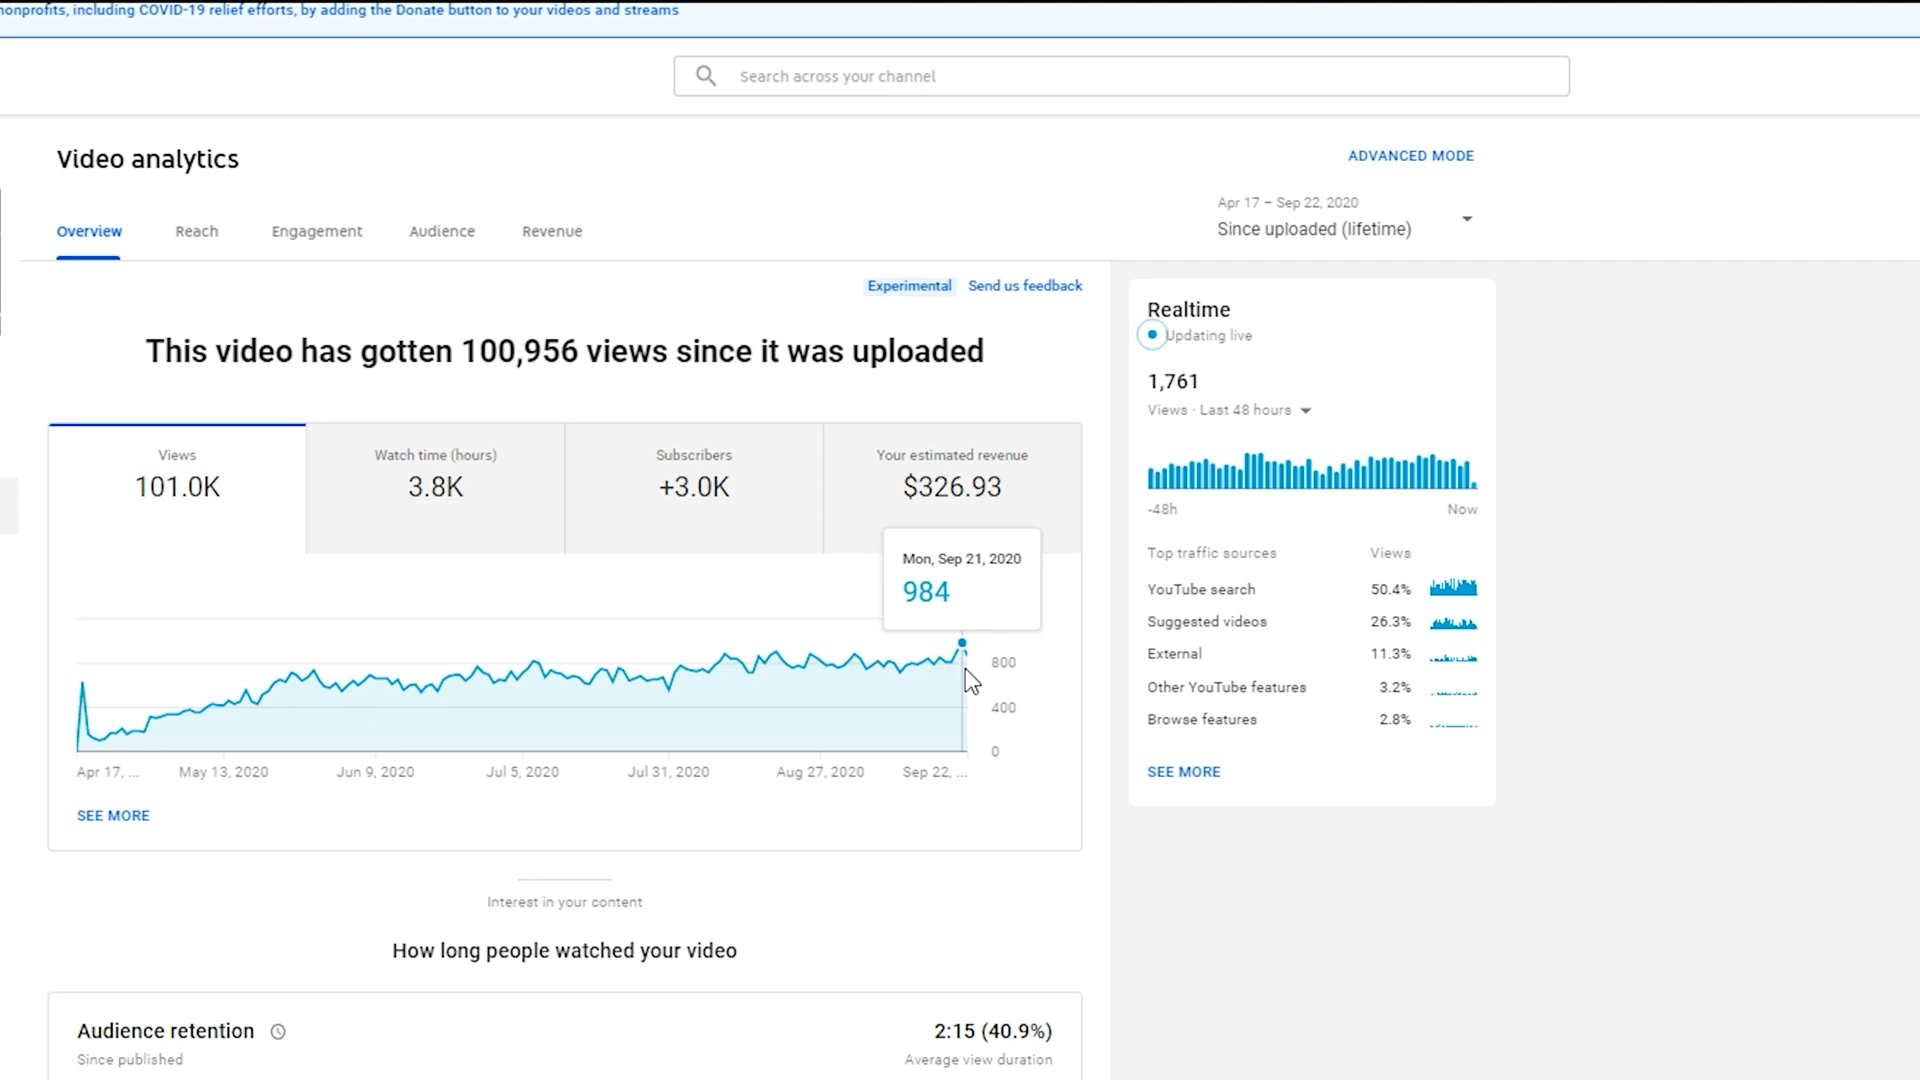 nonprofits, including COVID-19 relief efforts, by adding the Donate button to your videos and streams
Search across your channel
Video analytics
ADVANCED MODE
Apr 17 – Sep 22, 2020
Since uploaded (lifetime)
Overview Reach Engagement Audience Revenue
Experimental Send us feedback
This video has gotten 100,956 views since it was uploaded
Views
101.0K
Watch time (hours)
3.8K
Subscribers
+3.0K
Your estimated revenue
$326.93
Mon, Sep 21, 2020
984
800
400
0
Apr 17, ... May 13, 2020 Jun 9, 2020 Jul 5, 2020 Jul 31, 2020 Aug 27, 2020 Sep 22, ...
SEE MORE
Interest in your content
How long people watched your video
Audience retention
Since published
2:15 (40.9%)
Average view duration
Realtime
Updating live
1,761
Views · Last 48 hours
-48h Now
Top traffic sources Views
YouTube search 50.4%
Suggested videos 26.3%
External 11.3%
Other YouTube features 3.2%
Browse features 2.8%
SEE MORE